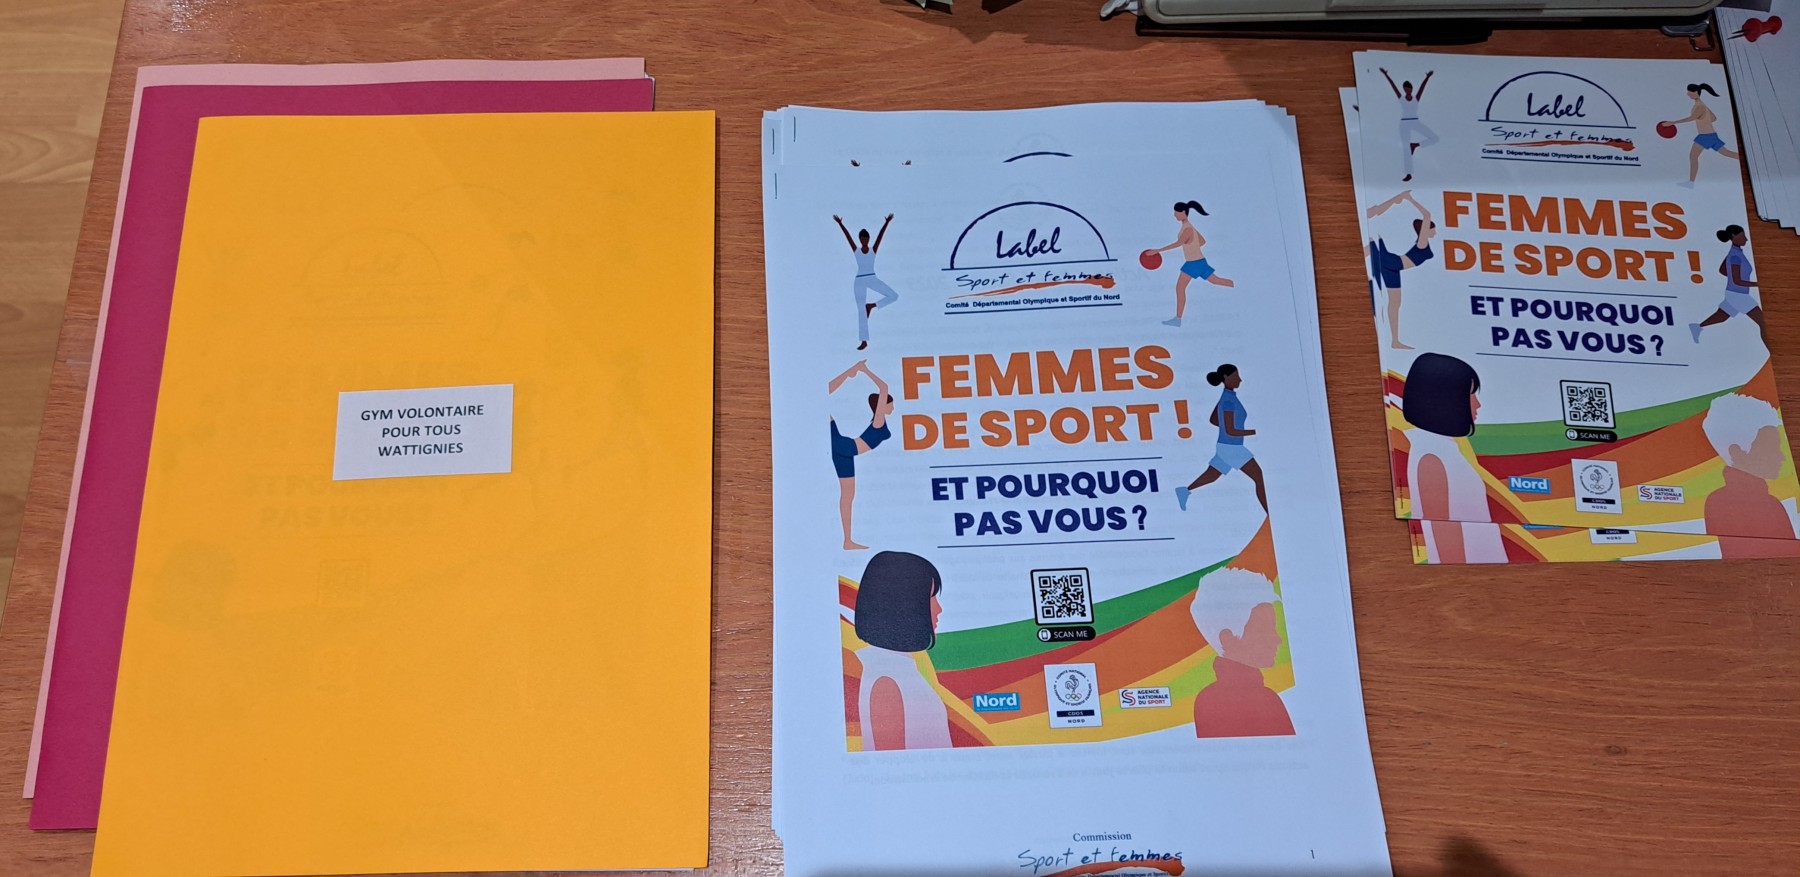 GYM VOLONTAIRE
POUR TOUS
WATTIGNIES
Label
Sport et femmes
Comité Départemental Olympique et Sportif du Nord
FEMMES
DE SPORT !
ET POURQUOI
PAS VOUS ?
SCAN ME
Nord
CDOS
NORD
AGENCE
NATIONALE
DU SPORT
Commission
Sport et femmes
1
Label
Sport et femmes
Comité Départemental Olympique et Sportif du Nord
FEMMES
DE SPORT !
ET POURQUOI
PAS VOUS ?
SCAN ME
Nord
CDOS
NORD
AGENCE
NATIONALE
DU SPORT
NORD